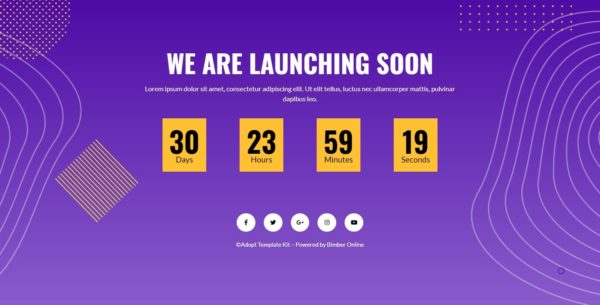 WE ARE LAUNCHING SOON
Lorem ipsum dolor sit amet, consectetur adipiscing elit. Ut elit tellus, luctus nec ullamcorper mattis, pulvinar
dapibus leo.
30 23 59 19
Days Hours Minutes Seconds
©Adopt Template Kit – Powered by Bimber Online